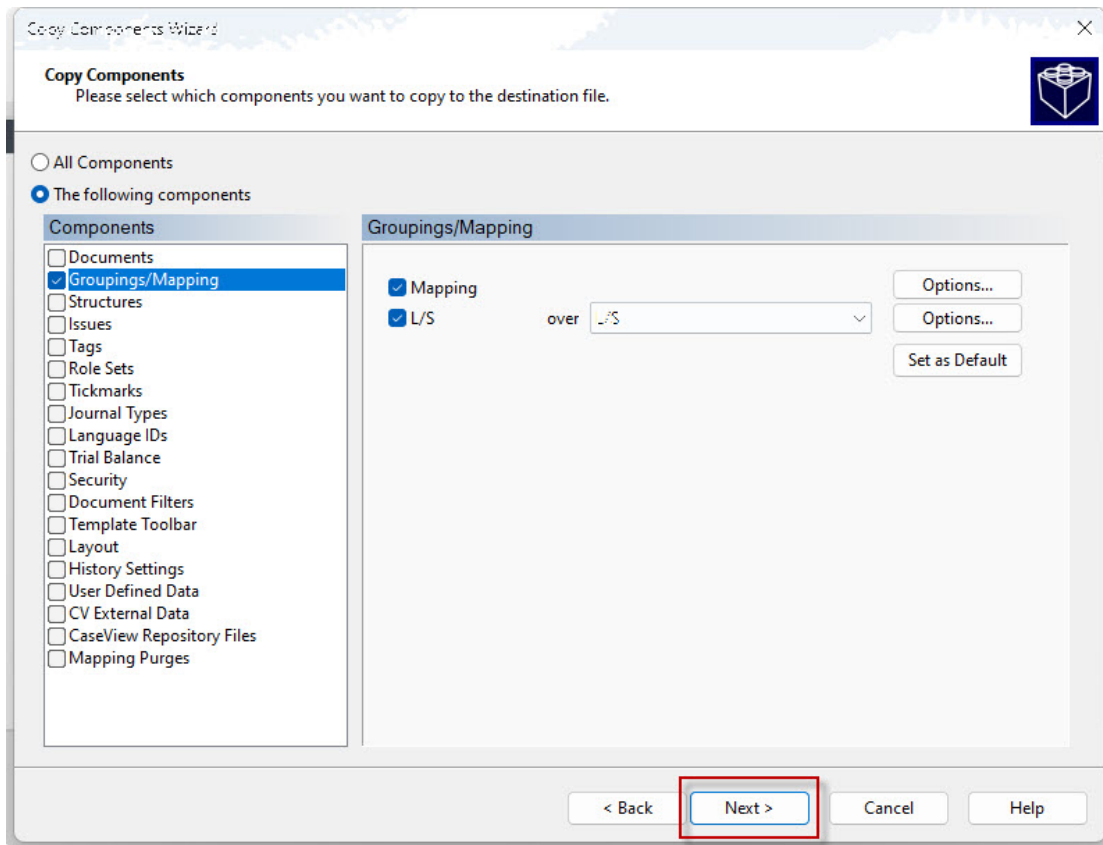 Copy Components Wizard
Copy Components
Please select which components you want to copy to the destination file.
All Components
The following components
Components
Documents
Groupings/Mapping
Structures
Issues
Tags
Role Sets
Tickmarks
Journal Types
Language IDs
Trial Balance
Security
Document Filters
Template Toolbar
Layout
History Settings
User Defined Data
CV External Data
CaseView Repository Files
Mapping Purges
Groupings/Mapping
Mapping Options...
L/S over L/S Options...
Set as Default
< Back Next > Cancel Help